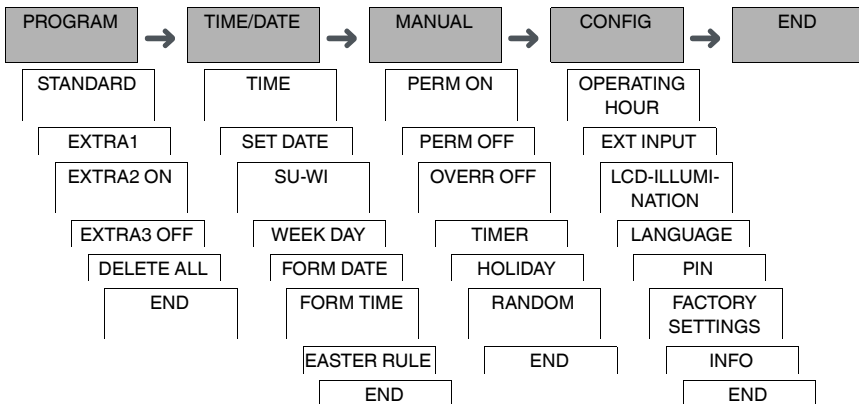 PROGRAM
TIME/DATE
MANUAL
CONFIG
END
STANDARD
EXTRA1
EXTRA2 ON
EXTRA3 OFF
DELETE ALL
END
TIME
SET DATE
SU-WI
WEEK DAY
FORM DATE
FORM TIME
EASTER RULE
END
PERM ON
PERM OFF
OVERR OFF
TIMER
HOLIDAY
RANDOM
END
OPERATING
HOUR
EXT INPUT
LCD-ILLUMI-
NATION
LANGUAGE
PIN
FACTORY
SETTINGS
INFO
END